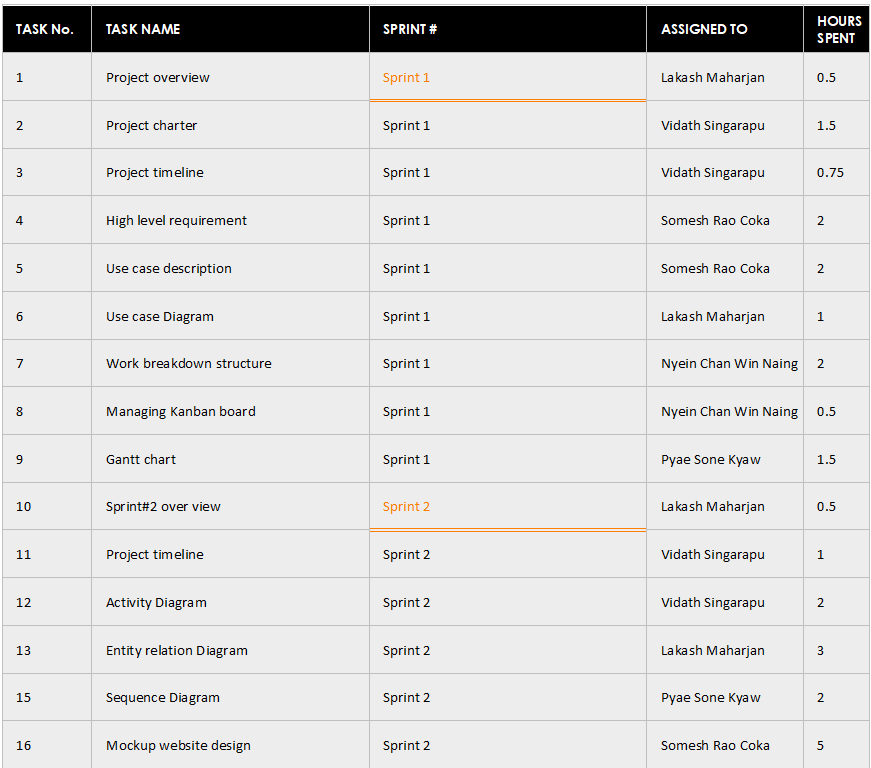 TASK No. TASK NAME SPRINT # ASSIGNED TO HOURS SPENT
1 Project overview Sprint 1 Lakash Maharjan 0.5
2 Project charter Sprint 1 Vidath Singarapu 1.5
3 Project timeline Sprint 1 Vidath Singarapu 0.75
4 High level requirement Sprint 1 Somesh Rao Coka 2
5 Use case description Sprint 1 Somesh Rao Coka 2
6 Use case Diagram Sprint 1 Lakash Maharjan 1
7 Work breakdown structure Sprint 1 Nyein Chan Win Naing 2
8 Managing Kanban board Sprint 1 Nyein Chan Win Naing 0.5
9 Gantt chart Sprint 1 Pyae Sone Kyaw 1.5
10 Sprint#2 over view Sprint 2 Lakash Maharjan 0.5
11 Project timeline Sprint 2 Vidath Singarapu 1
12 Activity Diagram Sprint 2 Vidath Singarapu 2
13 Entity relation Diagram Sprint 2 Lakash Maharjan 3
15 Sequence Diagram Sprint 2 Pyae Sone Kyaw 2
16 Mockup website design Sprint 2 Somesh Rao Coka 5